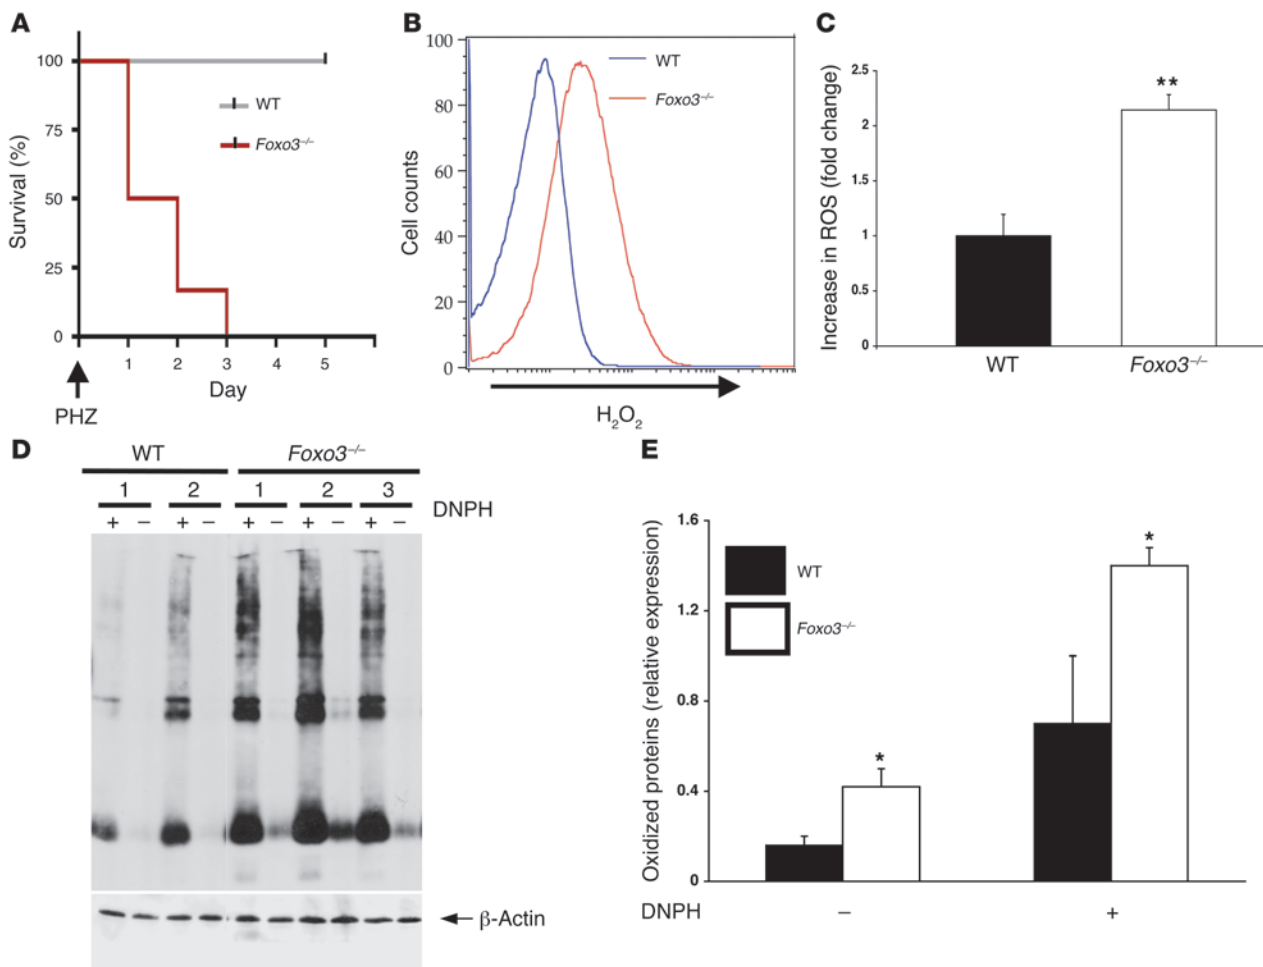 A
100
75
50
25
0
Survival (%)
WT
Foxo3–/–
1 2 3 4 5
Day
PHZ
B
100
80
60
40
20
0
Cell counts
WT
Foxo3–/–
H2O2
C
2.5
2
1.5
1
0.5
0
Increase in ROS (fold change)
**
WT Foxo3–/–
D
WT Foxo3–/–
1 2 1 2 3
DNPH
+ – + – + – + – + –
β-Actin
E
1.6
1.2
0.8
0.4
0
Oxidized proteins (relative expression)
WT
Foxo3–/–
*
*
DNPH – +